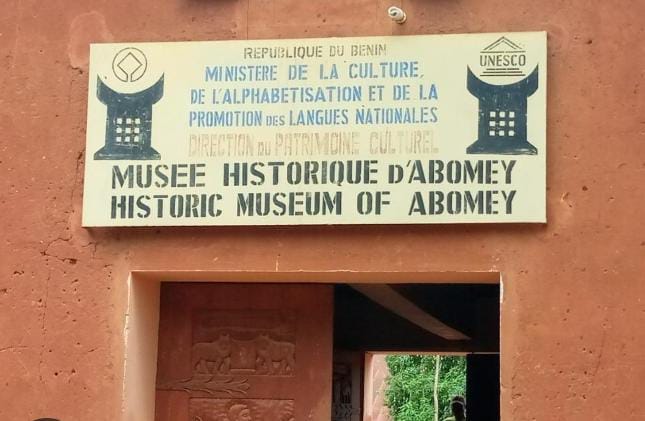 REPUBLIQUE DU BENIN
UNESCO
MINISTERE DE LA CULTURE,
DE L'ALPHABETISATION ET DE LA
PROMOTION DES LANGUES NATIONALES
DIRECTION DU PATRIMOINE CULTUREL
MUSEE HISTORIQUE D'ABOMEY
HISTORIC MUSEUM OF ABOMEY